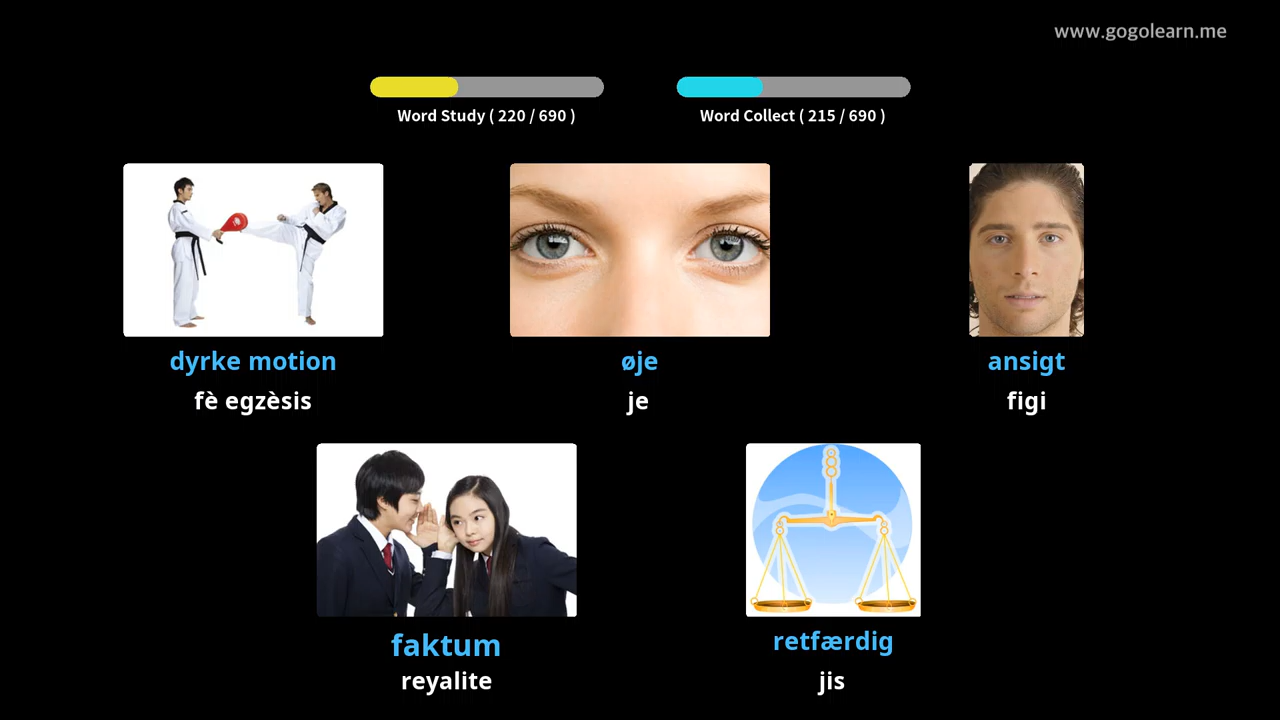 www.gogolearn.me
Word Study ( 220 / 690 )
Word Collect ( 215 / 690 )
dyrke motion
fè egzèsis
øje
je
ansigt
figi
faktum
reyalite
retfærdig
jis